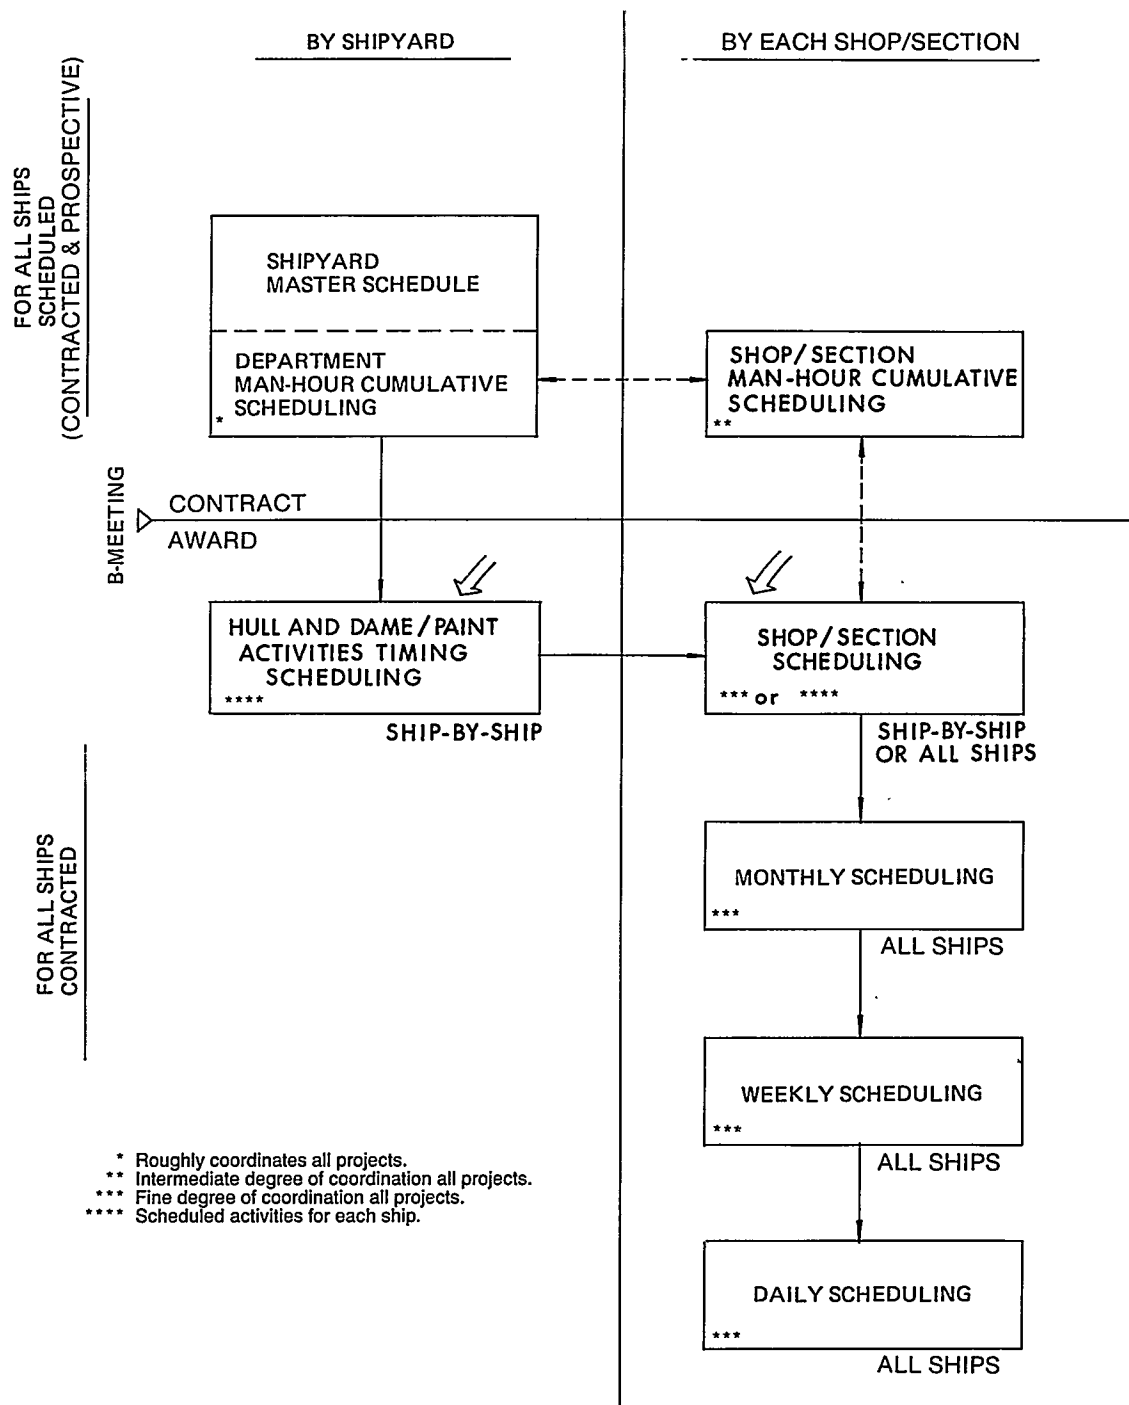 BY SHIPYARD
BY EACH SHOP/SECTION
FOR ALL SHIPS
SCHEDULED
(CONTRACTED & PROSPECTIVE)
SHIPYARD
MASTER SCHEDULE
DEPARTMENT
MAN-HOUR CUMULATIVE
SCHEDULING
*
SHOP/SECTION
MAN-HOUR CUMULATIVE
SCHEDULING
**
B-MEETING
CONTRACT
AWARD
HULL AND DAME/PAINT
ACTIVITIES TIMING
SCHEDULING
****
SHIP-BY-SHIP
SHOP/SECTION
SCHEDULING
*** or ****
SHIP-BY-SHIP
OR ALL SHIPS
FOR ALL SHIPS
CONTRACTED
MONTHLY SCHEDULING
***
ALL SHIPS
WEEKLY SCHEDULING
***
ALL SHIPS
DAILY SCHEDULING
***
ALL SHIPS
* Roughly coordinates all projects.
** Intermediate degree of coordination all projects.
*** Fine degree of coordination all projects.
**** Scheduled activities for each ship.